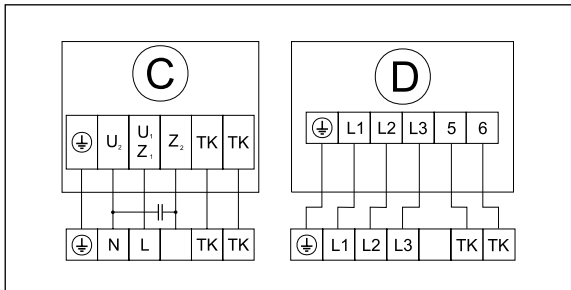 C
U₂ U₁ Z₁ Z₂ TK TK
N L TK TK
D
L1 L2 L3 5 6
L1 L2 L3 TK TK